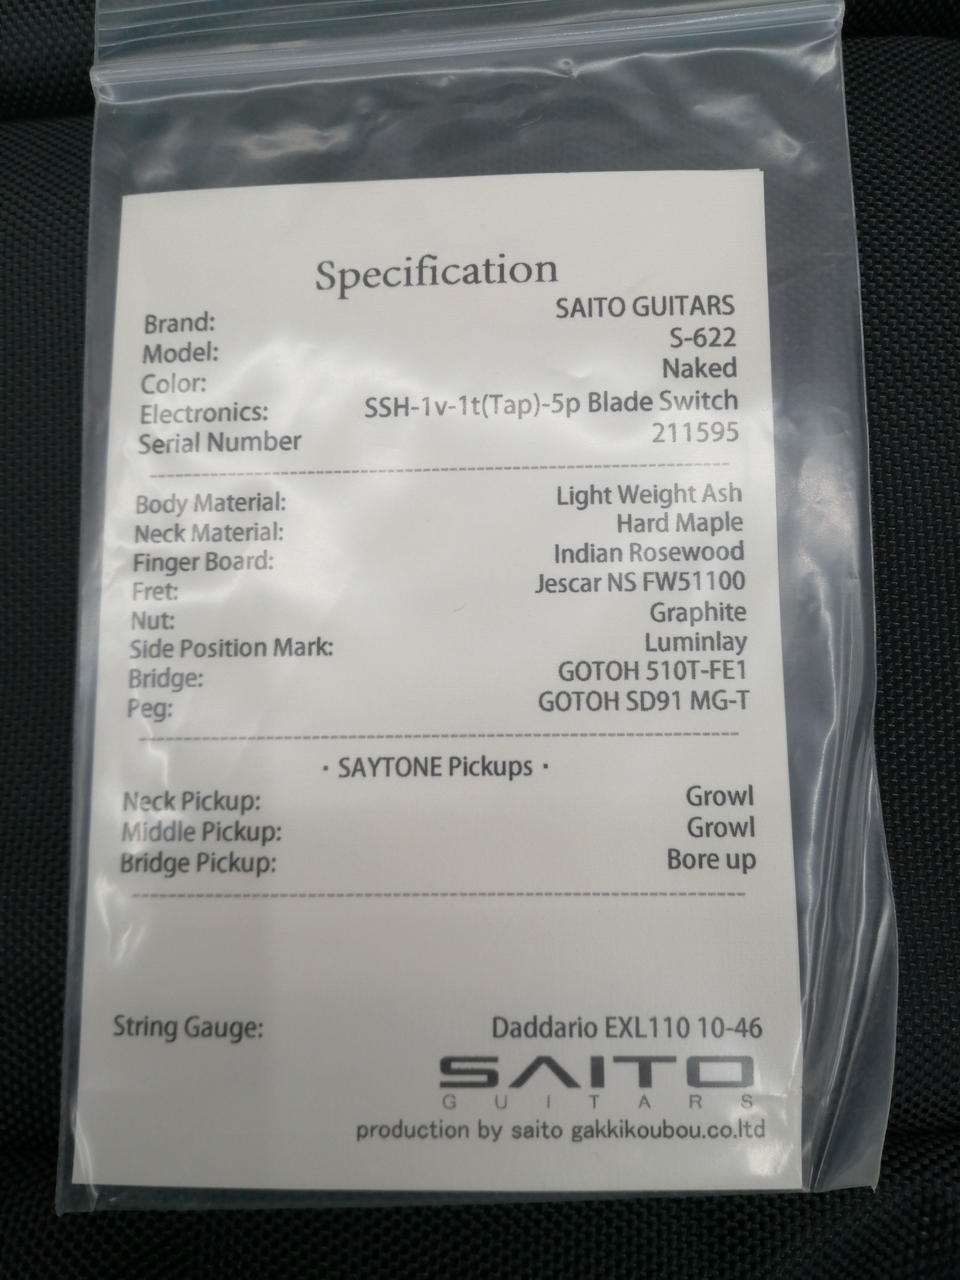 Specification
Brand: SAITO GUITARS
Model: S-622
Color: Naked
Electronics: SSH-1v-1t(Tap)-5p Blade Switch
Serial Number 211595
Body Material: Light Weight Ash
Neck Material: Hard Maple
Finger Board: Indian Rosewood
Fret: Jescar NS FW51100
Nut: Graphite
Side Position Mark: Luminlay
Bridge: GOTOH 510T-FE1
Peg: GOTOH SD91 MG-T
・SAYTONE Pickups・
Neck Pickup: Growl
Middle Pickup: Growl
Bridge Pickup: Bore up
String Gauge: Daddario EXL110 10-46
SAITO
GUITARS
production by saito gakkikoubou.co.ltd